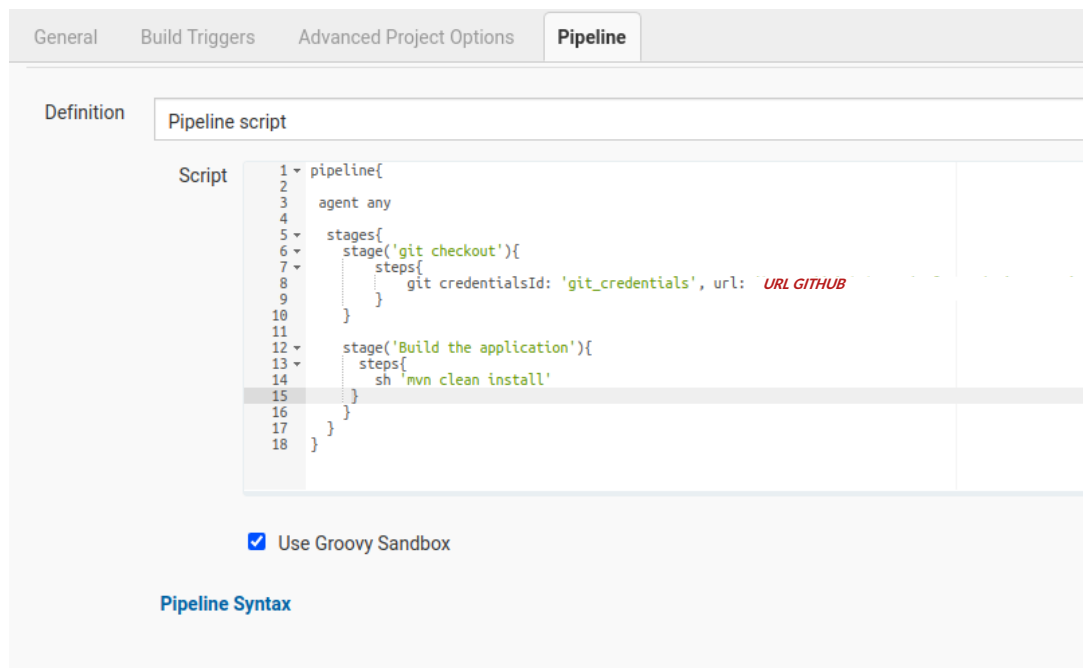 General Build Triggers Advanced Project Options Pipeline
Definition Pipeline script
Script
1 pipeline{
2
3 agent any
4
5 stages{
6 stage('git checkout'){
7 steps{
8 git credentialsId: 'git_credentials', url: URL GITHUB
9 }
10 }
11
12 stage('Build the application'){
13 steps{
14 sh 'mvn clean install'
15 }
16 }
17 }
18 }
Use Groovy Sandbox
Pipeline Syntax